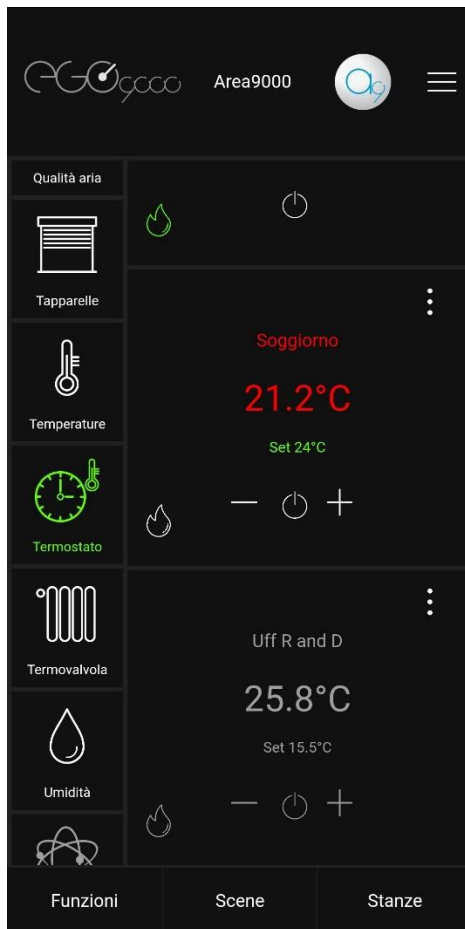 eGO9000
Area9000
a9
Qualità aria
Tapparelle
Temperature
Termostato
Termovalvola
Umidità
Soggiorno
21.2°C
Set 24°C
Uff R and D
25.8°C
Set 15.5°C
Funzioni
Scene
Stanze